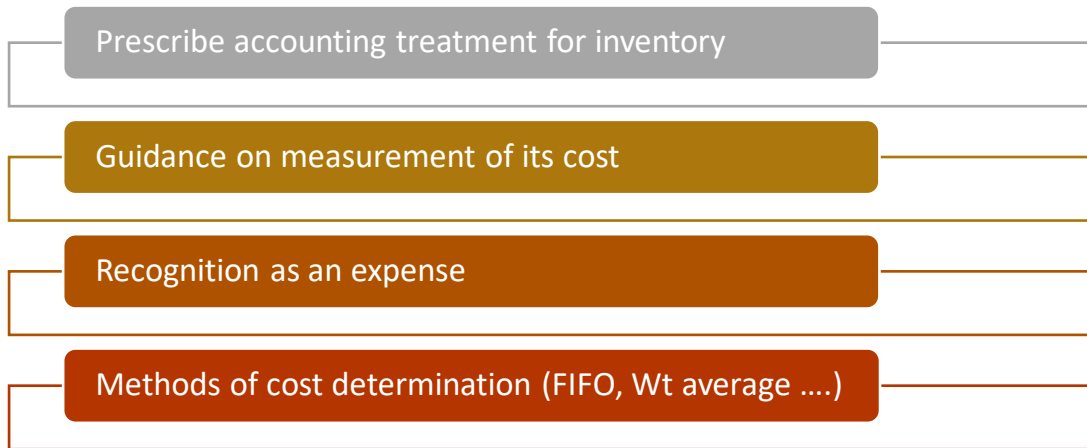 Prescribe accounting treatment for inventory
Guidance on measurement of its cost
Recognition as an expense
Methods of cost determination (FIFO, Wt average ….)